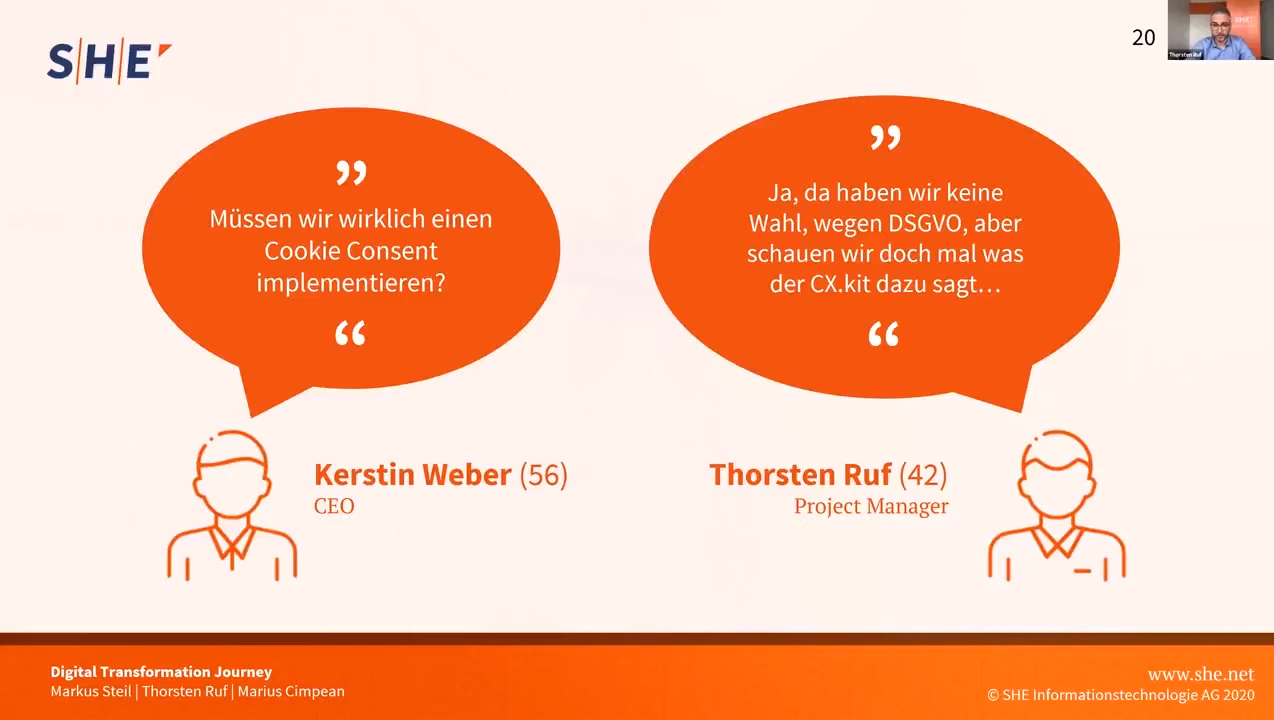 S|H|E
20
Thorsten Ruf
SHE
”
Müssen wir wirklich einen
Cookie Consent
implementieren?
“
”
Ja, da haben wir keine
Wahl, wegen DSGVO, aber
schauen wir doch mal was
der CX.kit dazu sagt…
“
Kerstin Weber (56)
CEO
Thorsten Ruf (42)
Project Manager
Digital Transformation Journey
Markus Steil | Thorsten Ruf | Marius Cimpean
www.she.net
© SHE Informationstechnologie AG 2020